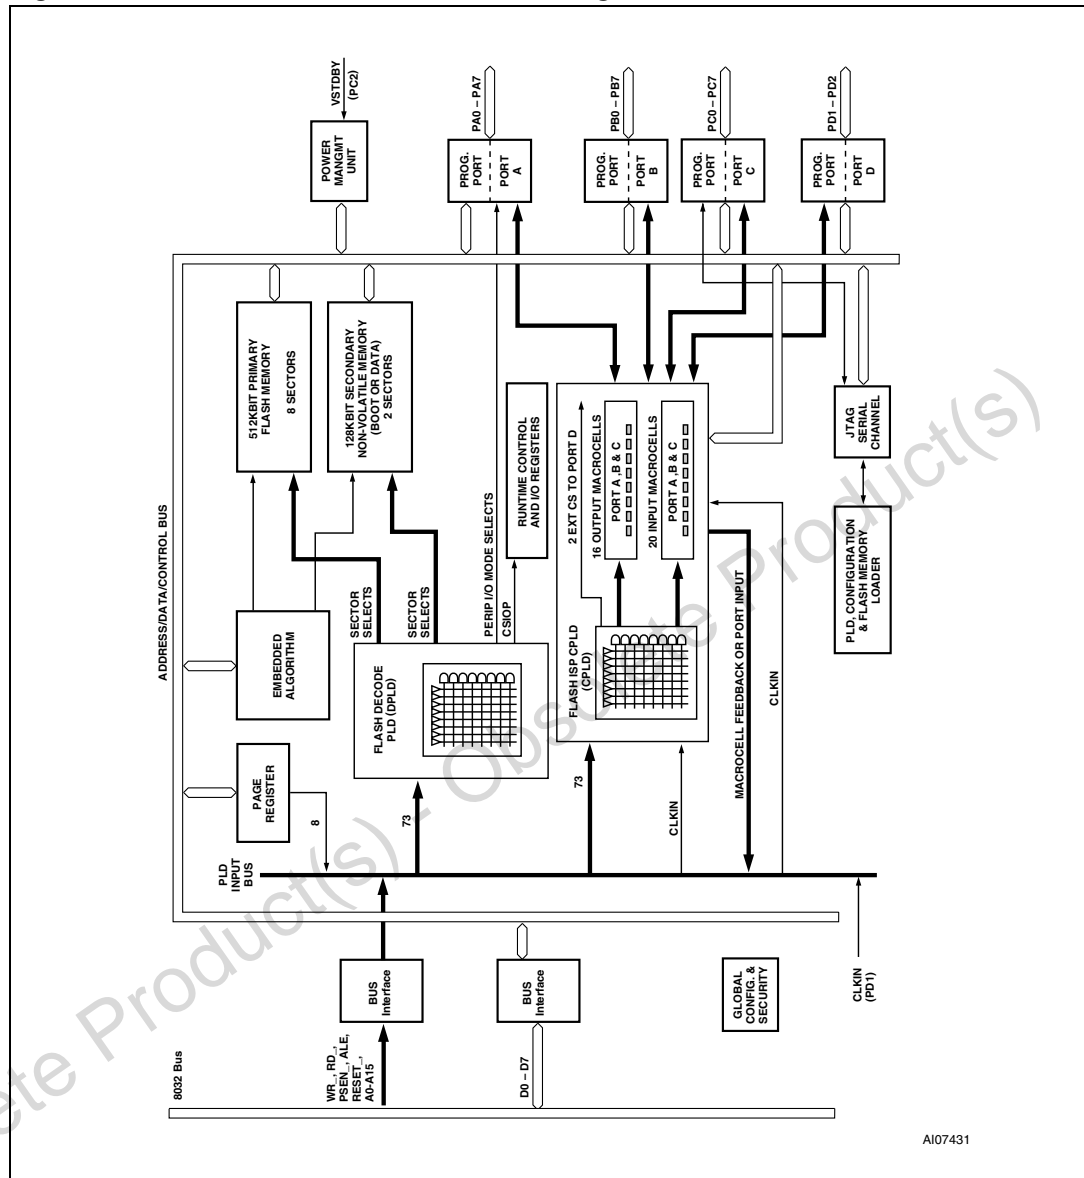 VSTDBY
(PC2)
PA0 – PA7
PB0 – PB7
PC0 – PC7
PD1 – PD2
POWER
MANGMT
UNIT
PROG.
PORT
PORT
A
PROG.
PORT
PORT
B
PROG.
PORT
PORT
C
PROG.
PORT
PORT
D
ADDRESS/DATA/CONTROL BUS
512KBIT PRIMARY
FLASH MEMORY
8 SECTORS
128KBIT SECONDARY
NON-VOLATILE MEMORY
(BOOT OR DATA)
2 SECTORS
RUNTIME CONTROL
AND I/O REGISTERS
PERIP I/O MODE SELECTS
CSIOP
SECTOR
SELECTS
SECTOR
SELECTS
EMBEDDED
ALGORITHM
FLASH DECODE
PLD (DPLD)
2 EXT CS TO PORT D
16 OUTPUT MACROCELLS
PORT A ,B & C
20 INPUT MACROCELLS
PORT A ,B & C
FLASH ISP CPLD
(CPLD)
JTAG
SERIAL
CHANNEL
PLD, CONFIGURATION
& FLASH MEMORY
LOADER
MACROCELL FEEDBACK OR PORT INPUT
CLKIN
CLKIN
PAGE
REGISTER
8
73
73
PLD
INPUT
BUS
BUS
Interface
BUS
Interface
GLOBAL
CONFIG. &
SECURITY
CLKIN
(PD1)
8032 Bus
WR_, RD_,
PSEN_, ALE,
RESET_,
A0-A15
D0 – D7
AI07431
ete Product(s) - Obsolete Product(s)